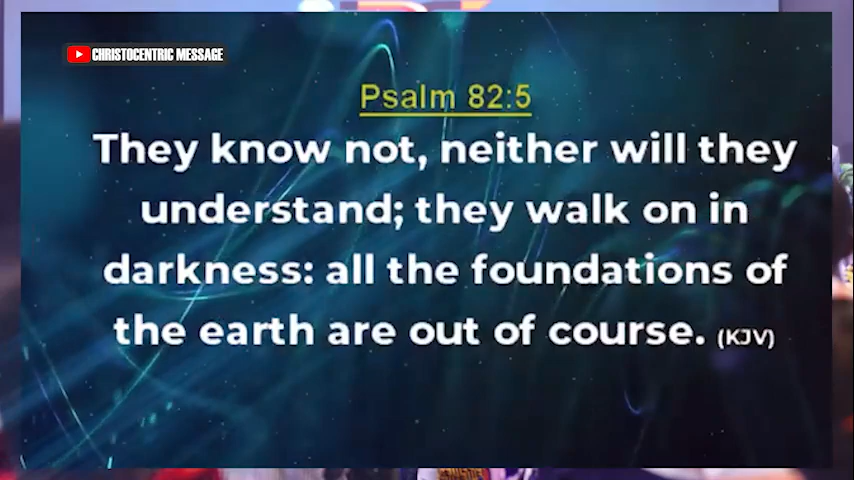 CHRISTOCENTRIC MESSAGE
Psalm 82:5
They know not, neither will they
understand; they walk on in
darkness: all the foundations of
the earth are out of course. (KJV)